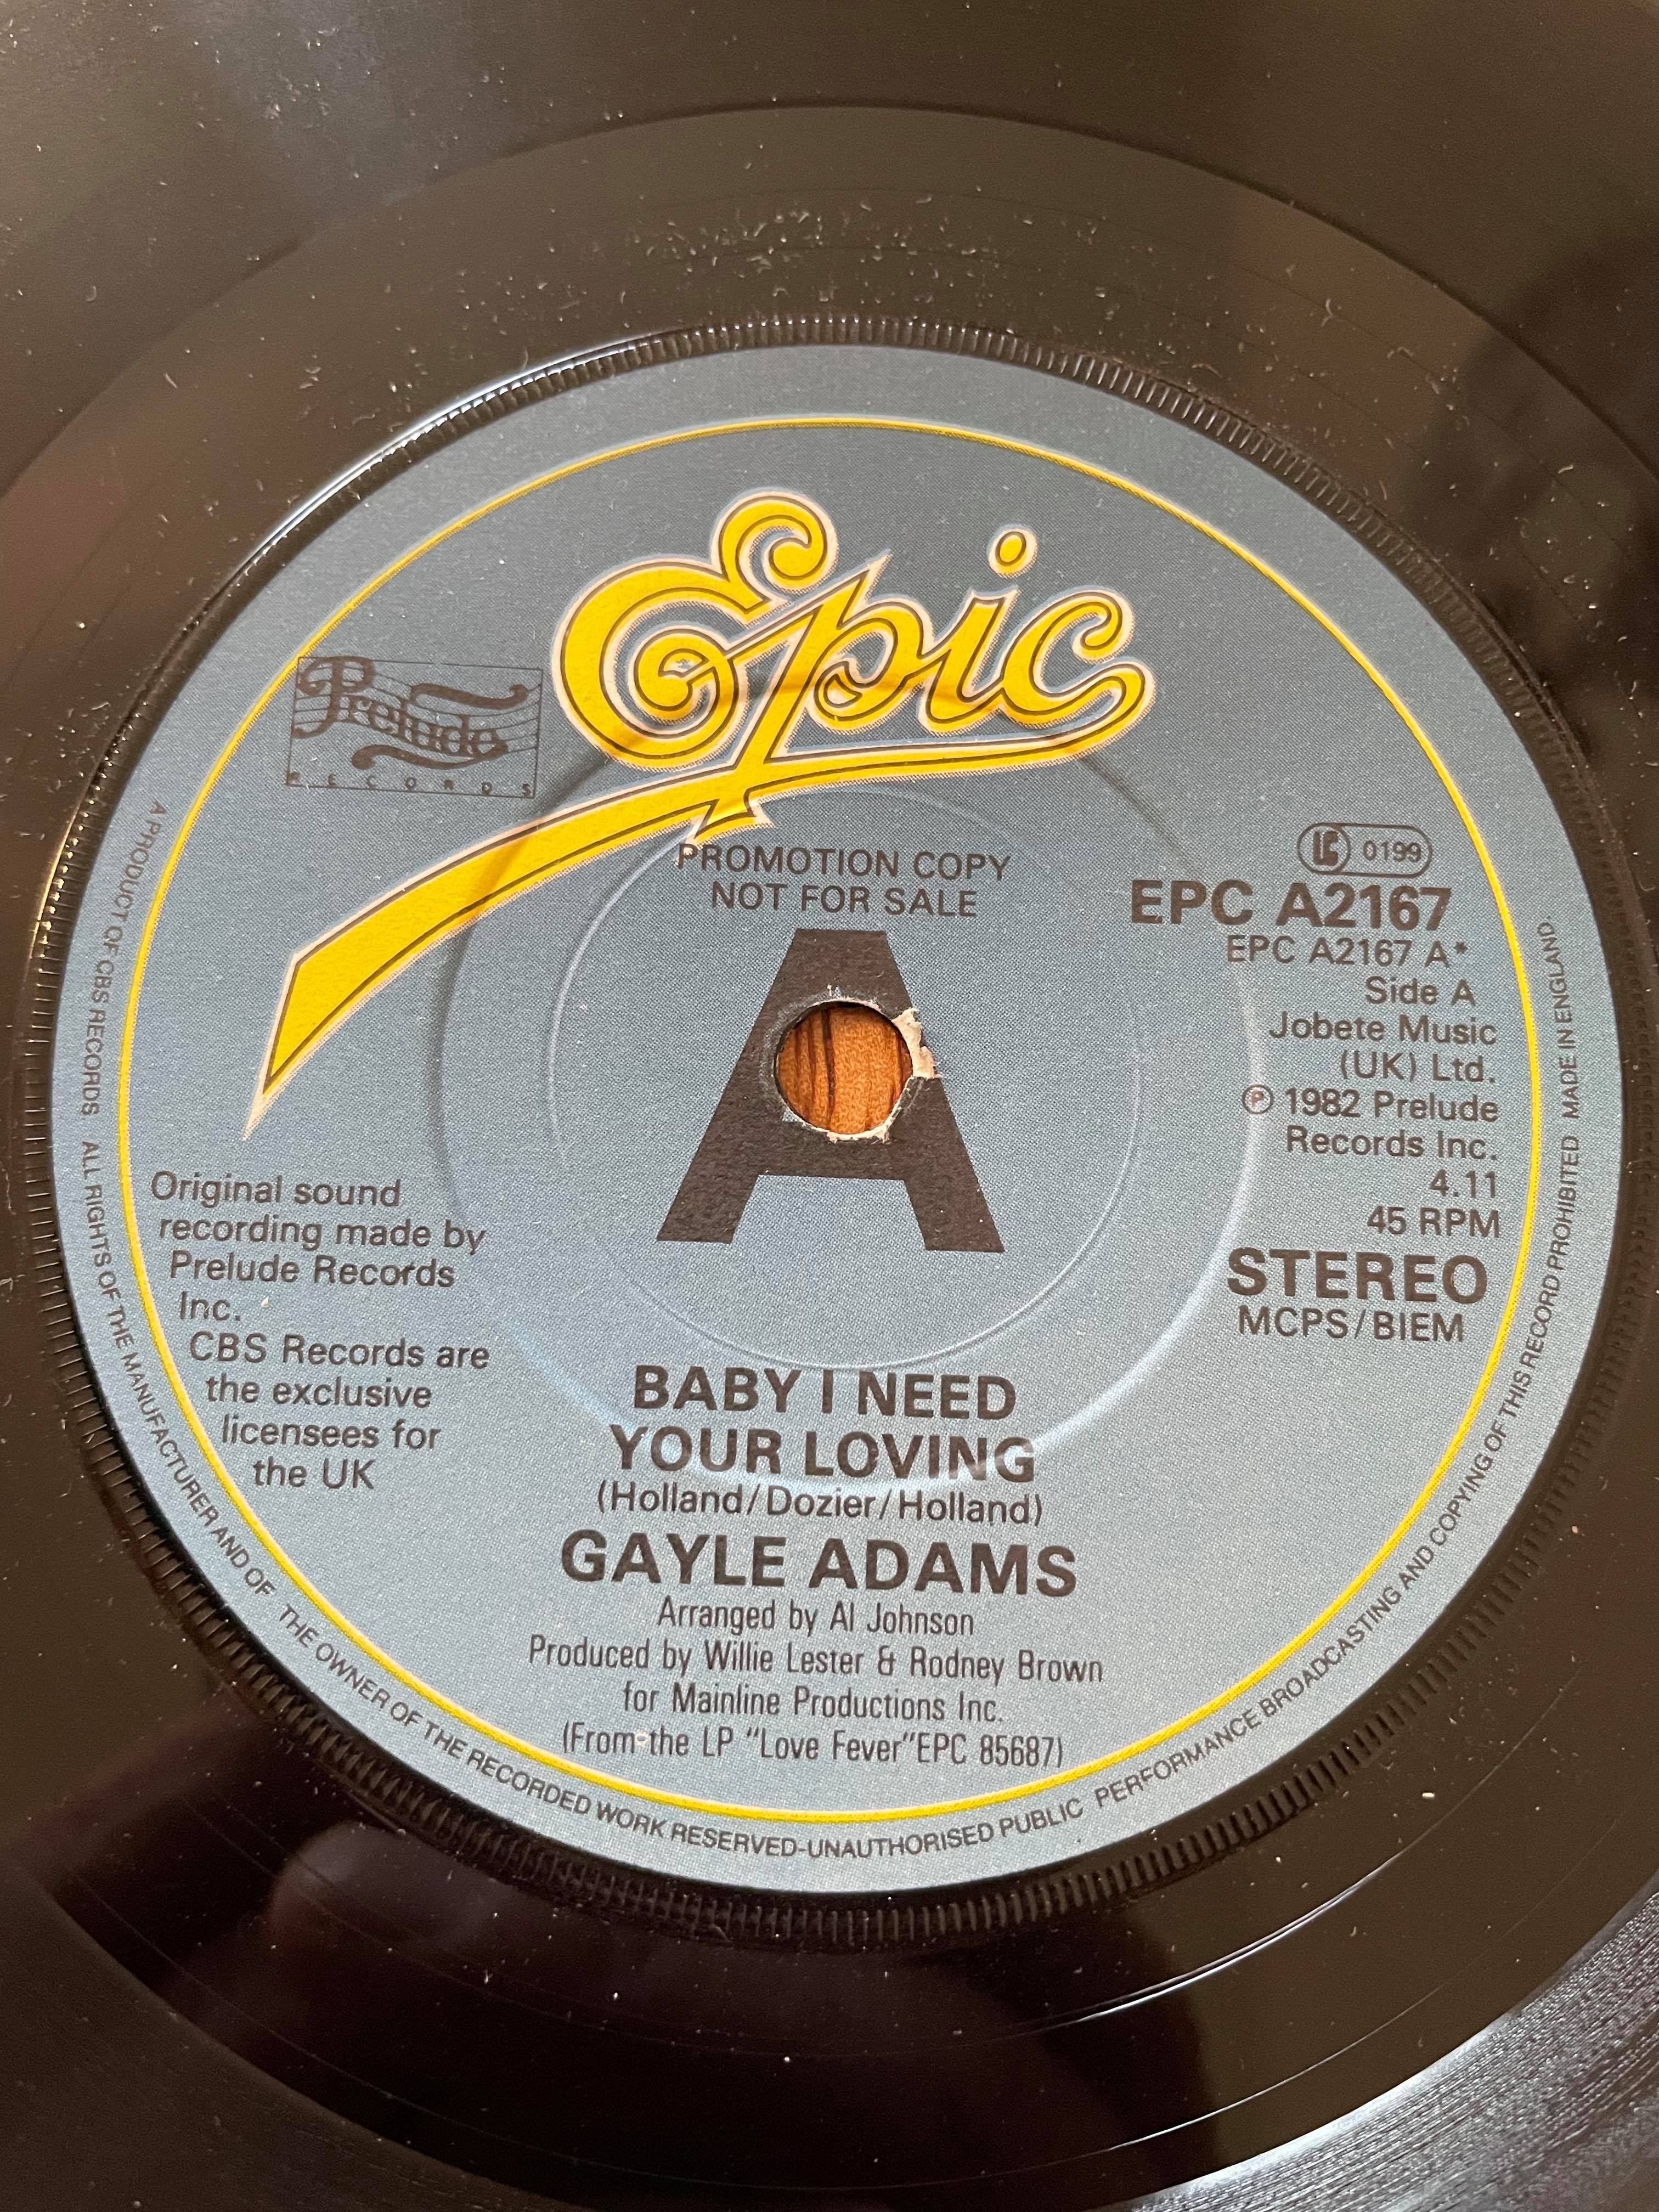 Epic
Prelude
RECORDS
PROMOTION COPY
NOT FOR SALE
A
LC 0199
EPC A2167
EPC A2167 A*
Side A
Jobete Music
(UK) Ltd.
℗ 1982 Prelude
Records Inc.
4.11
45 RPM
STEREO
MCPS/BIEM
Original sound
recording made by
Prelude Records
Inc.
CBS Records are
the exclusive
licensees for
the UK
BABY I NEED
YOUR LOVING
(Holland/Dozier/Holland)
GAYLE ADAMS
Arranged by Al Johnson
Produced by Willie Lester & Rodney Brown
for Mainline Productions Inc.
(From the LP "Love Fever"EPC 85687)
A PRODUCT OF CBS RECORDS. ALL RIGHTS OF THE MANUFACTURER AND OF THE OWNER OF THE RECORDED WORK RESERVED-UNAUTHORISED PUBLIC PERFORMANCE BROADCASTING AND COPYING OF THIS RECORD PROHIBITED MADE IN ENGLAND.